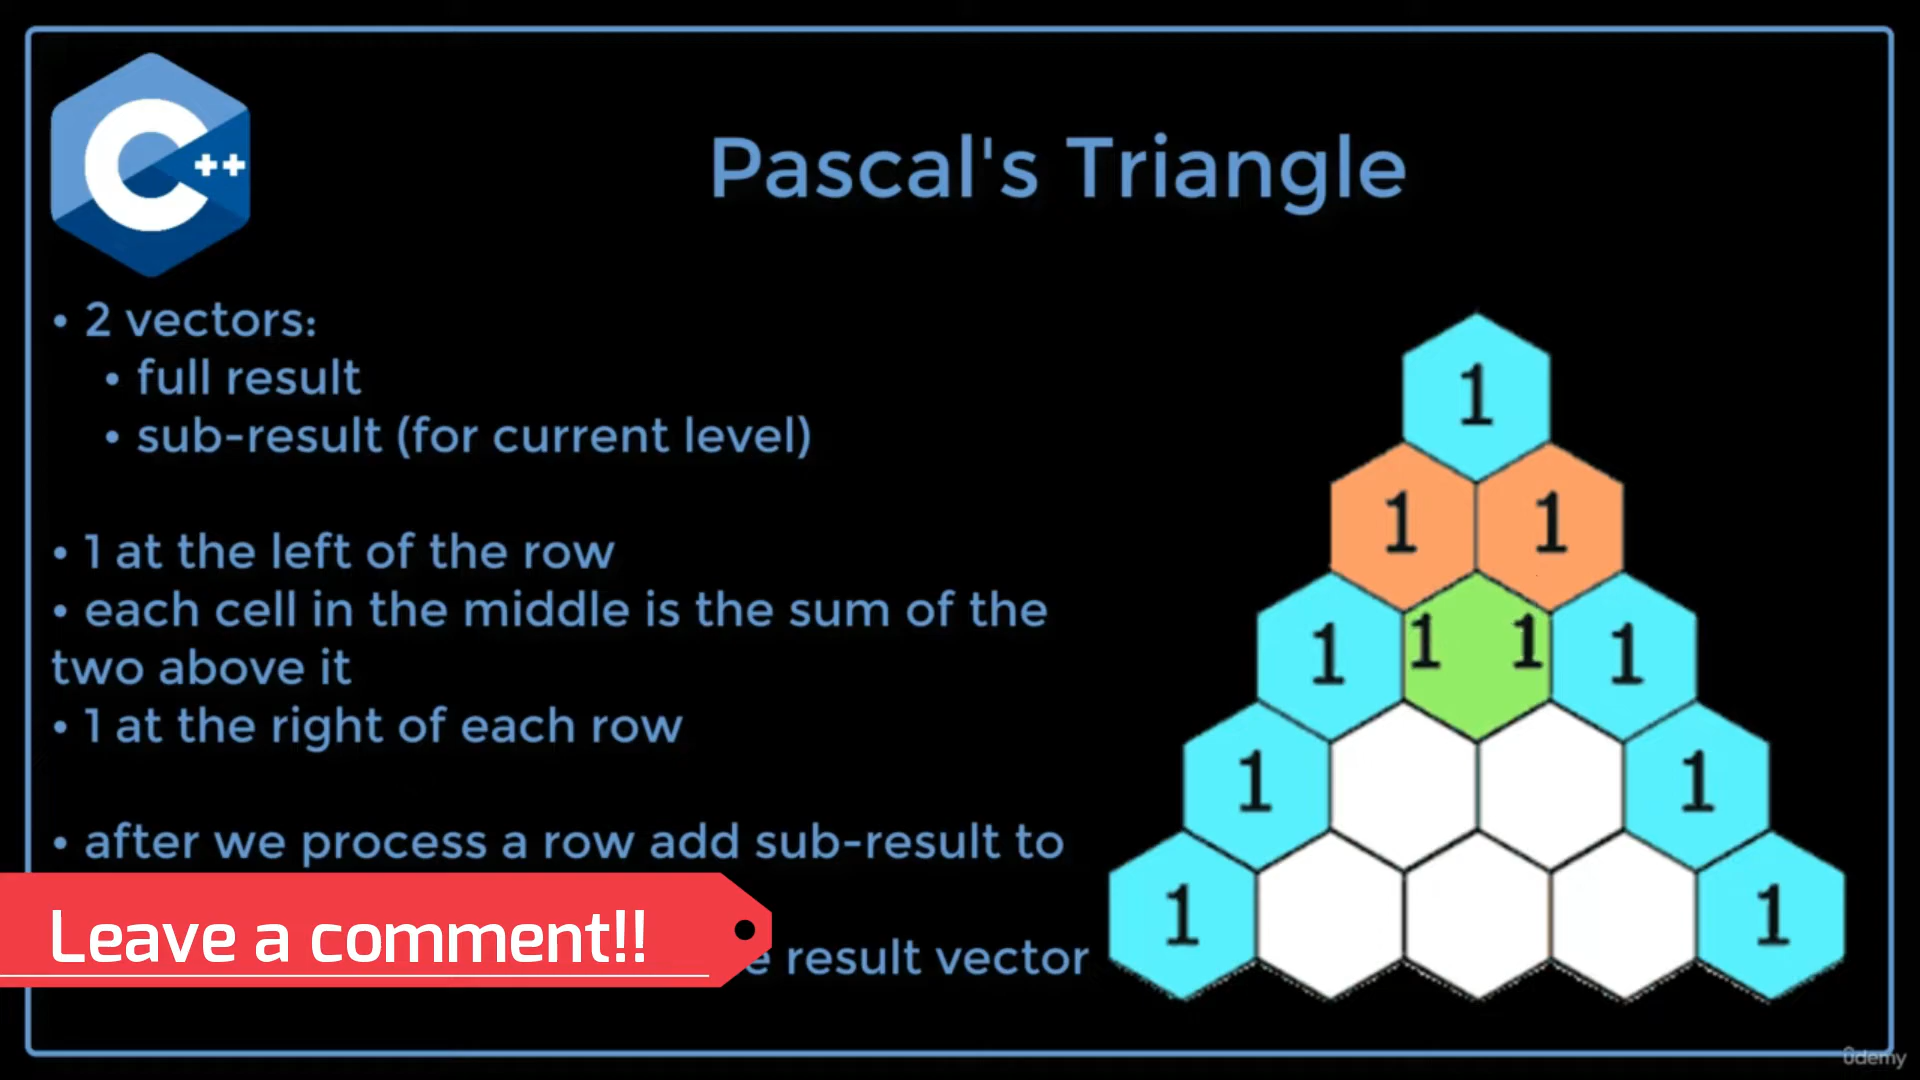 C++
Pascal's Triangle
• 2 vectors:
• full result
• sub-result (for current level)
• 1 at the left of the row
• each cell in the middle is the sum of the
two above it
• 1 at the right of each row
• after we process a row add sub-result to
Leave a comment!!
result vector
1
1 1
1 1 1 1
1 1
1 1
ûdemy